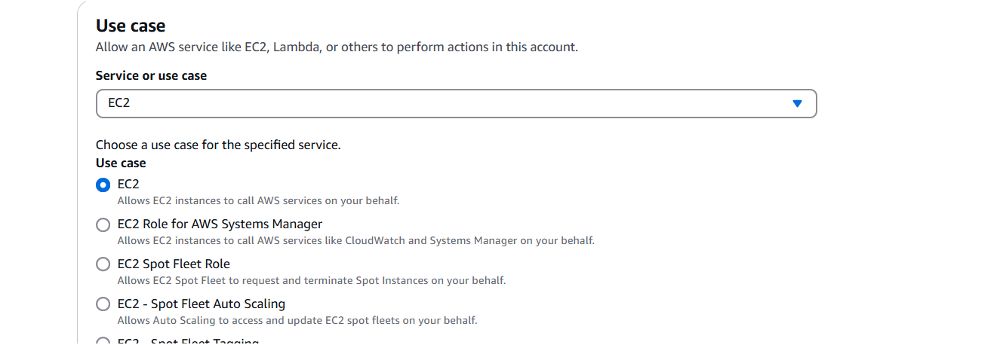 Use case
Allow an AWS service like EC2, Lambda, or others to perform actions in this account.
Service or use case
EC2
Choose a use case for the specified service.
Use case
EC2
Allows EC2 instances to call AWS services on your behalf.
EC2 Role for AWS Systems Manager
Allows EC2 instances to call AWS services like CloudWatch and Systems Manager on your behalf.
EC2 Spot Fleet Role
Allows EC2 Spot Fleet to request and terminate Spot Instances on your behalf.
EC2 - Spot Fleet Auto Scaling
Allows Auto Scaling to access and update EC2 spot fleets on your behalf.
EC2 - Spot Fleet Tagging